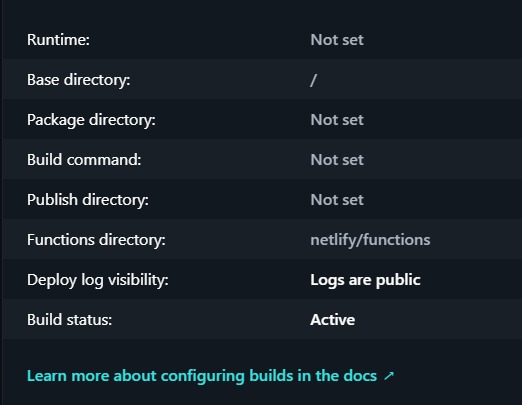 Runtime: Not set
Base directory: /
Package directory: Not set
Build command: Not set
Publish directory: Not set
Functions directory: netlify/functions
Deploy log visibility: Logs are public
Build status: Active
Learn more about configuring builds in the docs ↗